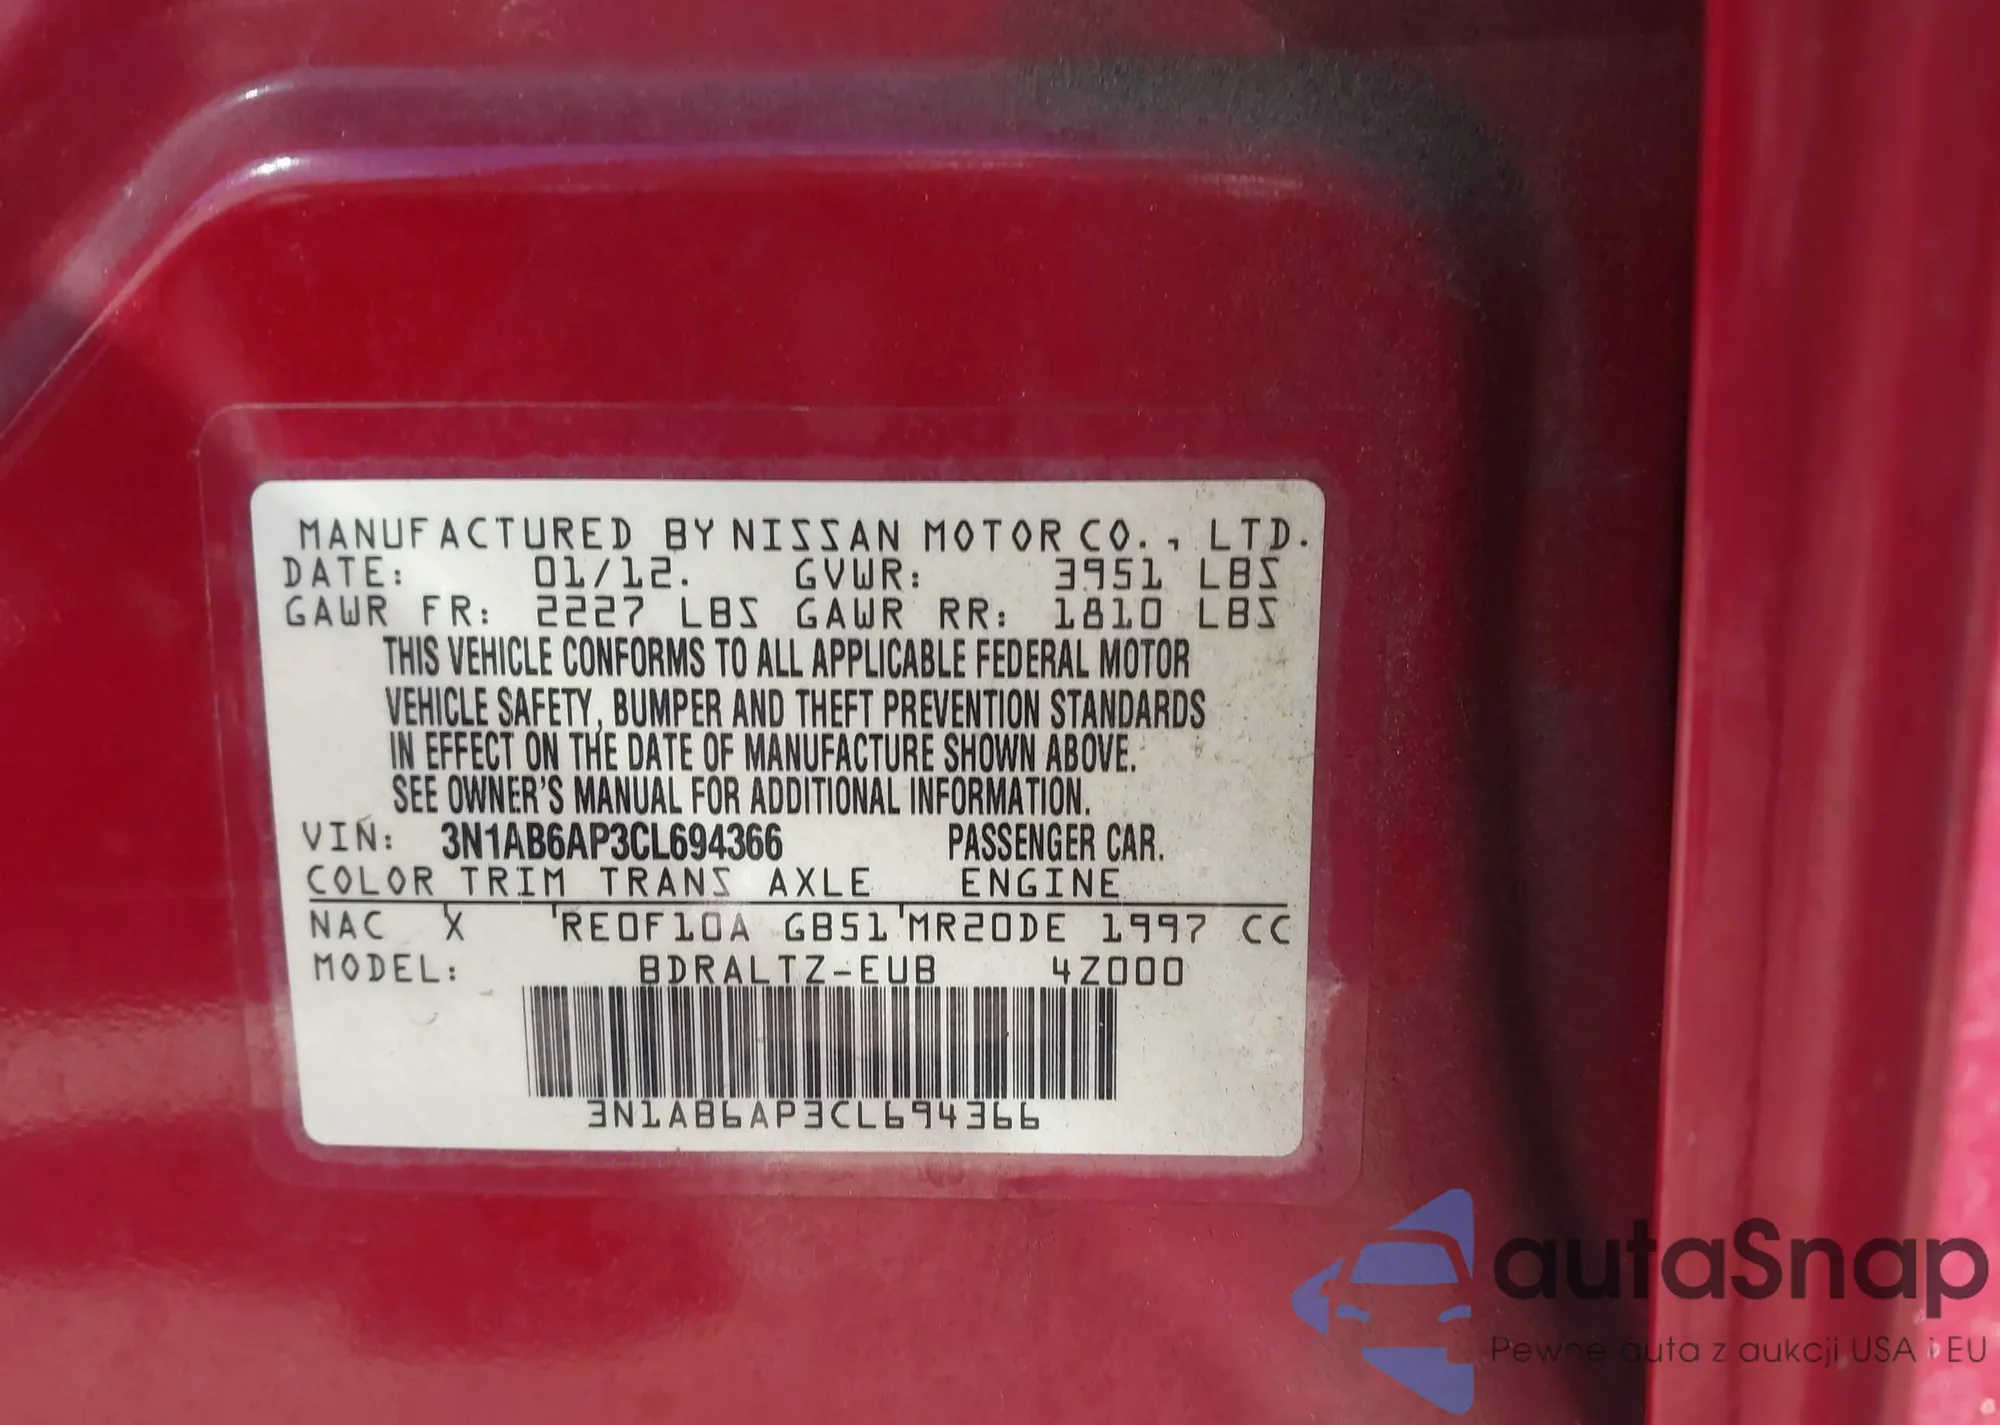 MANUFACTURED BY NISSAN MOTOR CO., LTD.
DATE: 01/12. GVWR: 3951 LBS
GAWR FR: 2227 LBS GAWR RR: 1810 LBS
THIS VEHICLE CONFORMS TO ALL APPLICABLE FEDERAL MOTOR
VEHICLE SAFETY, BUMPER AND THEFT PREVENTION STANDARDS
IN EFFECT ON THE DATE OF MANUFACTURE SHOWN ABOVE.
SEE OWNER'S MANUAL FOR ADDITIONAL INFORMATION.
VIN: 3N1AB6AP3CL694366 PASSENGER CAR.
COLOR TRIM TRANS AXLE ENGINE
NAC X RE0F10A GB51 MR20DE 1997 CC
MODEL: BDRALTZ-EUB 4Z000
3N1AB6AP3CL694366
autaSnap
Pewne auta z aukcji USA i EU